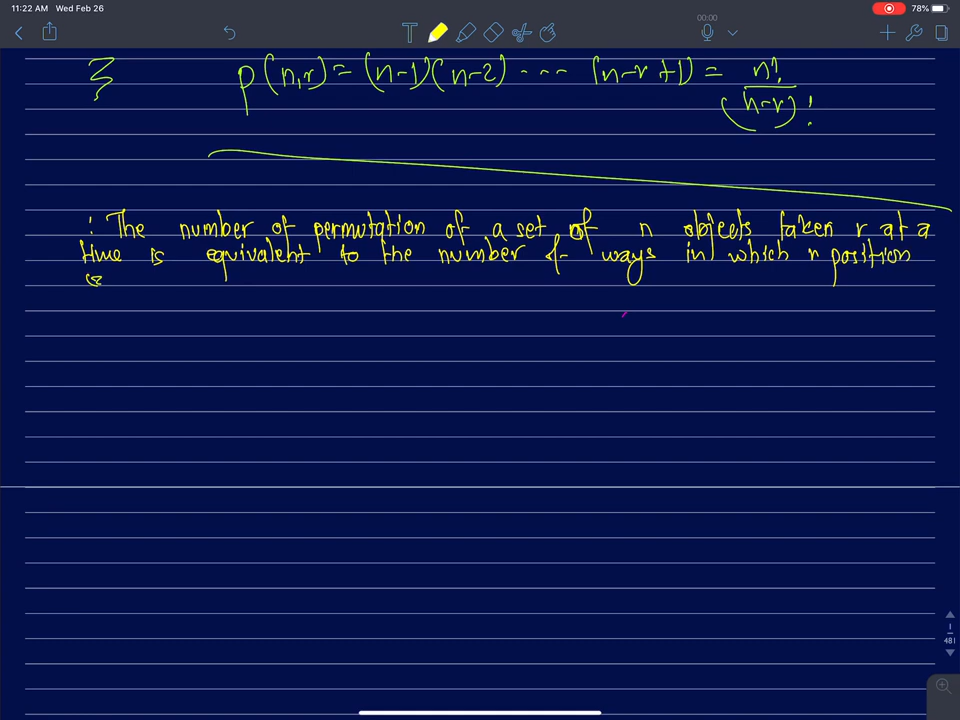 11:22 AM Wed Feb 26
78%
00:00
p(n,r) = (n-1)(n-2) ---- (n-r+1) = n!/(n-r)!
: The number of permutation of a set of n objects taken r at a
time is equivalent to the number of ways in which r position
481